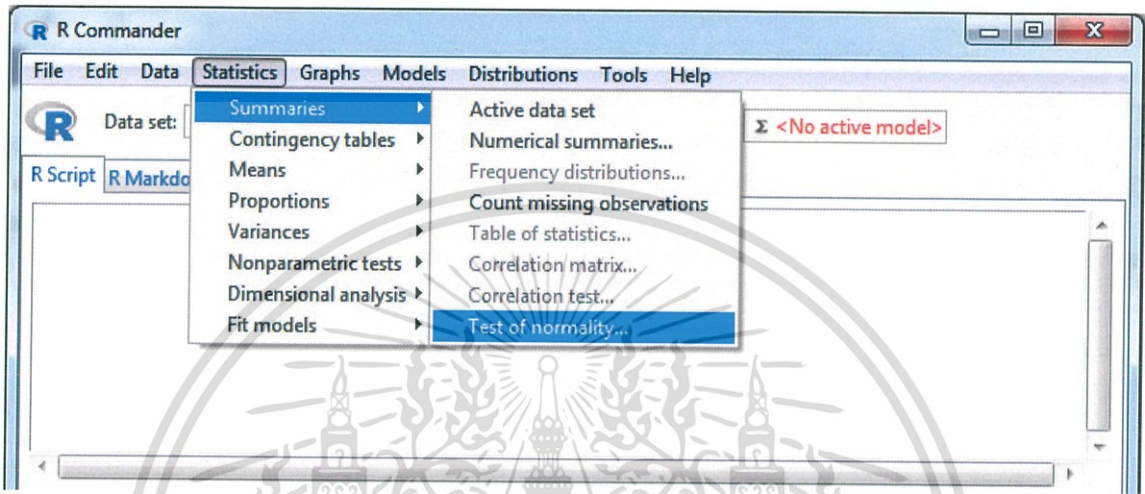 R R Commander
File Edit Data Statistics Graphs Models Distributions Tools Help
R Data set: Σ <No active model>
R Script R Markdo
Summaries
Contingency tables
Means
Proportions
Variances
Nonparametric tests
Dimensional analysis
Fit models
Active data set
Numerical summaries...
Frequency distributions...
Count missing observations
Table of statistics...
Correlation matrix...
Correlation test...
Test of normality...